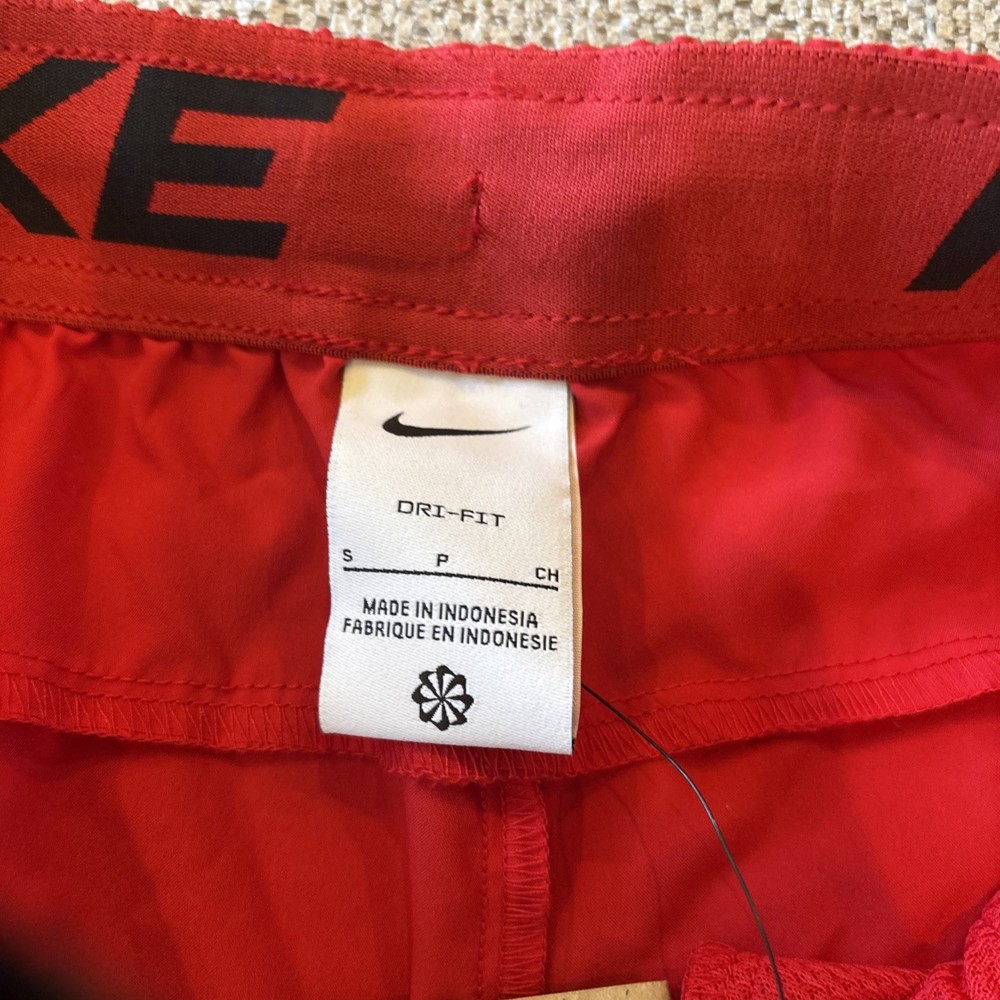 KE
DRI-FIT
S P CH
MADE IN INDONESIA
FABRIQUE EN INDONESIE